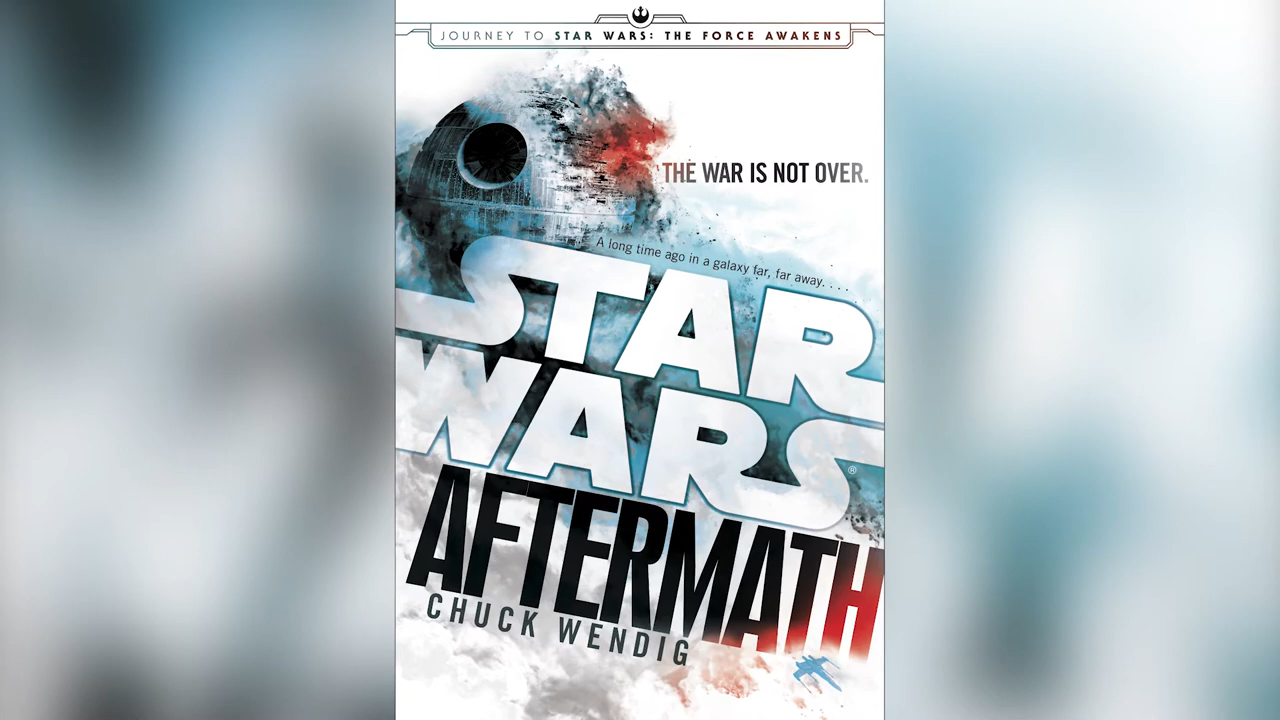 JOURNEY TO STAR WARS: THE FORCE AWAKENS
THE WAR IS NOT OVER.
A long time ago in a galaxy far, far away. . . .
STAR
WARS
®
AFTERMATH
CHUCK WENDIG